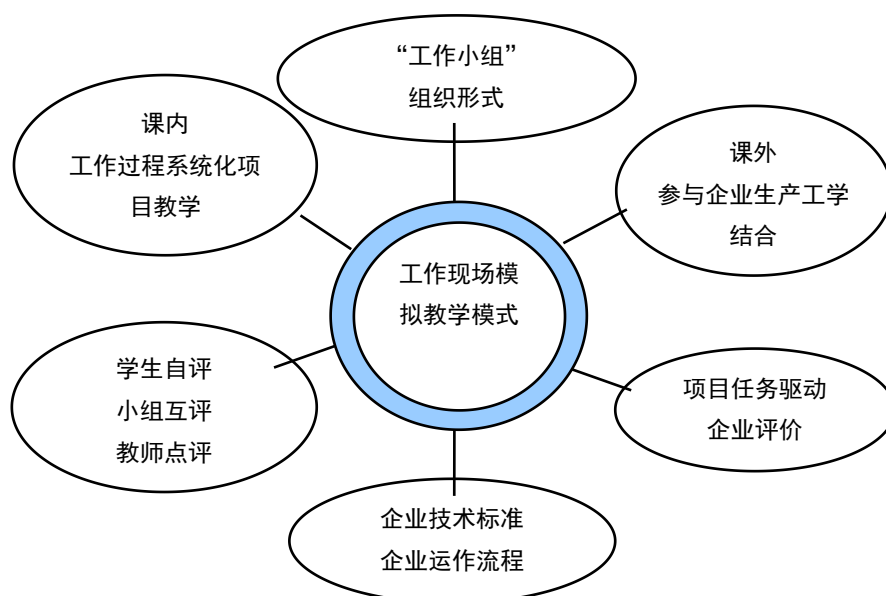 “工作小组”
组织形式
课内
工作过程系统化项
目教学
课外
参与企业生产工学
结合
工作现场模
拟教学模式
学生自评
小组互评
教师点评
项目任务驱动
企业评价
企业技术标准
企业运作流程